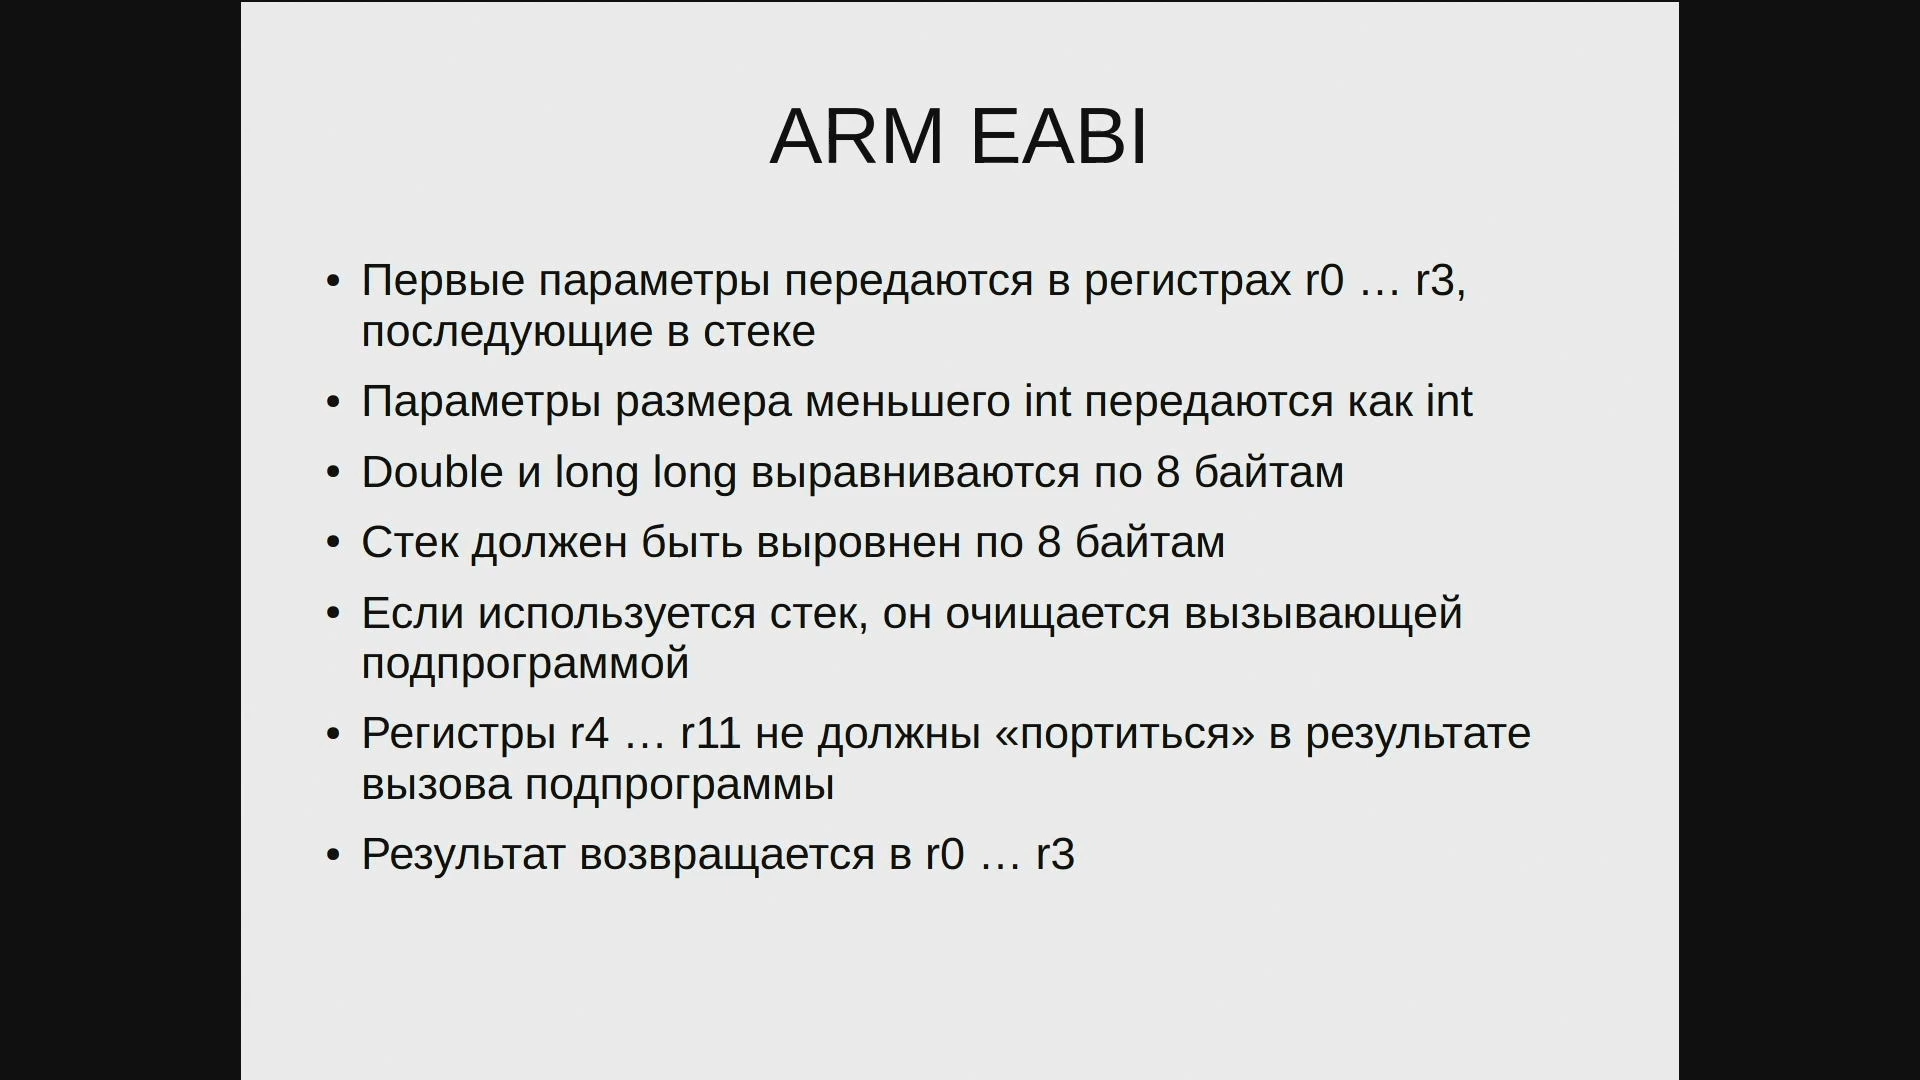 ARM EABI
• Первые параметры передаются в регистрах r0 … r3,
последующие в стеке
• Параметры размера меньшего int передаются как int
• Double и long long выравниваются по 8 байтам
• Стек должен быть выровнен по 8 байтам
• Если используется стек, он очищается вызывающей
подпрограммой
• Регистры r4 … r11 не должны «портиться» в результате
вызова подпрограммы
• Результат возвращается в r0 … r3